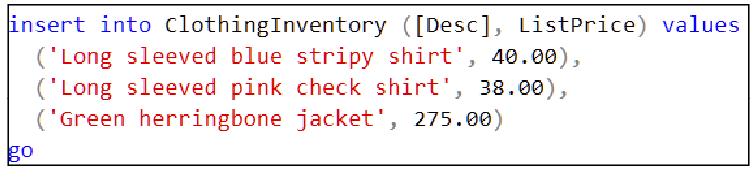 insert into ClothingInventory ([Desc], ListPrice) values
('Long sleeved blue stripy shirt', 40.00),
('Long sleeved pink check shirt', 38.00),
('Green herringbone jacket', 275.00)
go